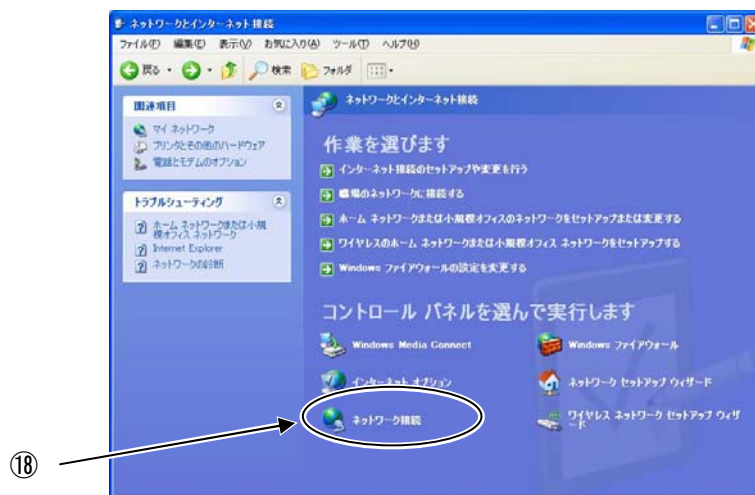 ネットワークとインターネット接続
ファイル(F) 編集(E) 表示(V) お気に入り(A) ツール(T) ヘルプ(H)
戻る 検索 フォルダ
関連項目
マイ ネットワーク
プリンタとその他のハードウェア
電話とモデムのオプション
トラブルシューティング
ホーム ネットワークまたは小規
模オフィス ネットワーク
Internet Explorer
ネットワークの診断
ネットワークとインターネット接続
作業を選びます
インターネット接続のセットアップや変更を行う
職場のネットワークに接続する
ホーム ネットワークまたは小規模オフィスのネットワークをセットアップまたは変更する
ワイヤレスのホーム ネットワークまたは小規模オフィス ネットワークをセットアップする
Windows ファイアウォールの設定を変更する
コントロール パネルを選んで実行します
Windows Media Connect
Windows ファイアウォール
インターネット オプション
ネットワーク セットアップ ウィザード
ネットワーク接続
ワイヤレス ネットワーク セットアップ ウィザ
ード
⑱